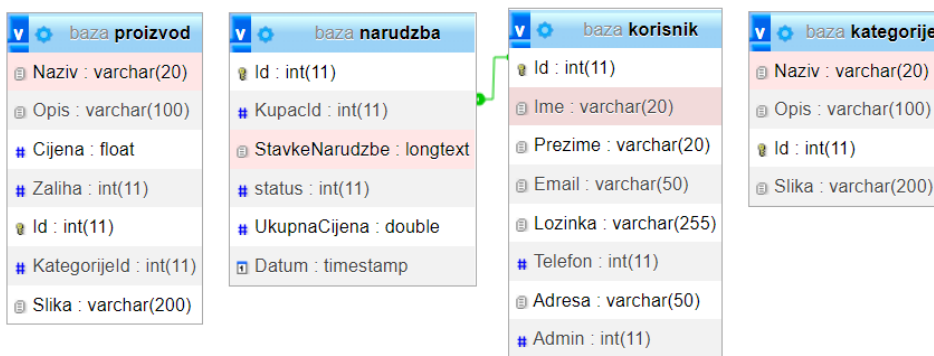 v baza proizvod
Naziv : varchar(20)
Opis : varchar(100)
# Cijena : float
# Zaliha : int(11)
Id : int(11)
# KategorijeId : int(11)
Slika : varchar(200)
v baza narudzba
Id : int(11)
# KupacId : int(11)
StavkeNarudzbe : longtext
# status : int(11)
# UkupnaCijena : double
Datum : timestamp
v baza korisnik
Id : int(11)
Ime : varchar(20)
Prezime : varchar(20)
Email : varchar(50)
Lozinka : varchar(255)
# Telefon : int(11)
Adresa : varchar(50)
# Admin : int(11)
v baza kategorije
Naziv : varchar(20)
Opis : varchar(100)
Id : int(11)
Slika : varchar(200)